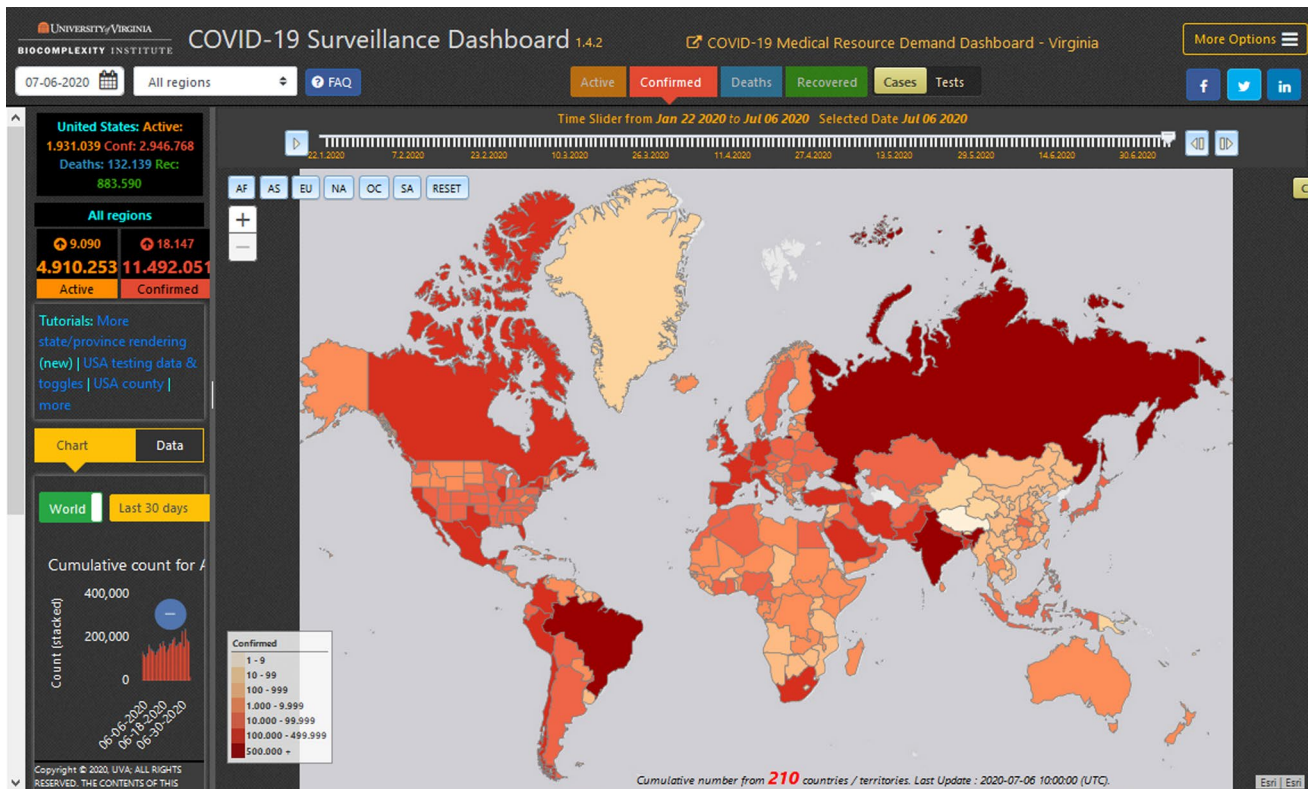 UNIVERSITY of VIRGINIA
BIOCOMPLEXITY INSTITUTE
COVID-19 Surveillance Dashboard 1.4.2
COVID-19 Medical Resource Demand Dashboard - Virginia
More Options
07-06-2020
All regions
FAQ
Active
Confirmed
Deaths
Recovered
Cases
Tests
United States: Active:
1.931.039 Conf: 2.946.768
Deaths: 132.139 Rec:
883.590
All regions
9.090
18.147
4.910.253
11.492.051
Active
Confirmed
Tutorials: More
state/province rendering
(new) | USA testing data &
toggles | USA county |
more
Chart
Data
World
Last 30 days
Cumulative count for A
Count (stacked)
400,000
200,000
0
06-06-2020
06-18-2020
06-30-2020
Copyright © 2020, UVA; ALL RIGHTS
RESERVED. THE CONTENTS OF THIS
Time Slider from Jan 22 2020 to Jul 06 2020 Selected Date Jul 06 2020
22.1.2020 7.2.2020 23.2.2020 10.3.2020 26.3.2020 11.4.2020 27.4.2020 13.5.2020 29.5.2020 14.6.2020 30.6.2020
AF AS EU NA OC SA RESET
+
−
C
Confirmed
1 - 9
10 - 99
100 - 999
1.000 - 9.999
10.000 - 99.999
100.000 - 499.999
500.000 +
Cumulative number from 210 countries / territories. Last Update : 2020-07-06 10:00:00 (UTC).
Esri | Esri